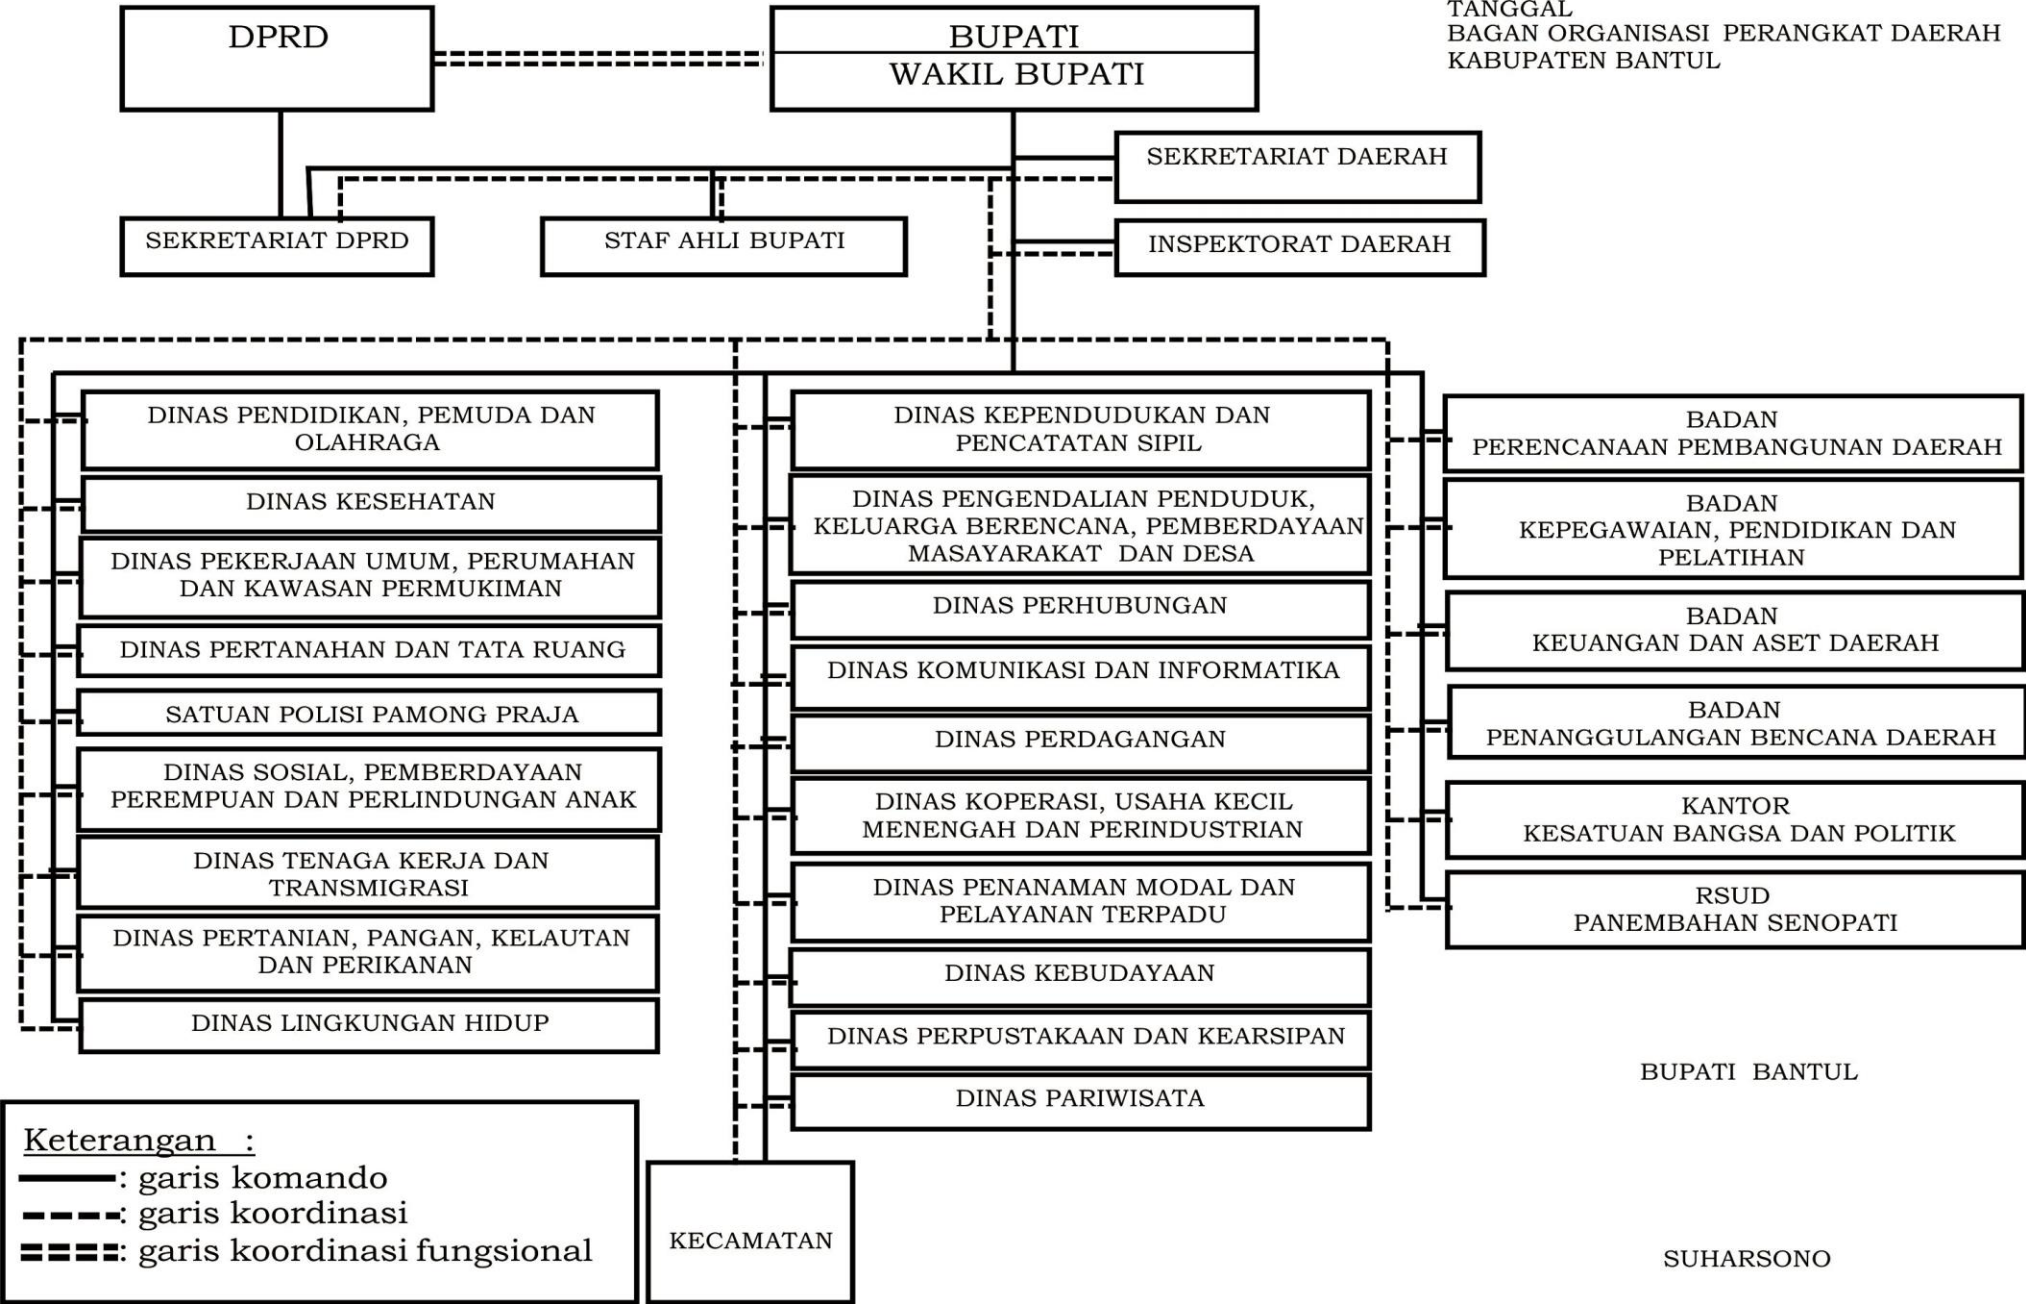 TANGGAL
BAGAN ORGANISASI PERANGKAT DAERAH
KABUPATEN BANTUL
DPRD
BUPATI
WAKIL BUPATI
SEKRETARIAT DAERAH
SEKRETARIAT DPRD
STAF AHLI BUPATI
INSPEKTORAT DAERAH
DINAS PENDIDIKAN, PEMUDA DAN
OLAHRAGA
DINAS KESEHATAN
DINAS PEKERJAAN UMUM, PERUMAHAN
DAN KAWASAN PERMUKIMAN
DINAS PERTANAHAN DAN TATA RUANG
SATUAN POLISI PAMONG PRAJA
DINAS SOSIAL, PEMBERDAYAAN
PEREMPUAN DAN PERLINDUNGAN ANAK
DINAS TENAGA KERJA DAN
TRANSMIGRASI
DINAS PERTANIAN, PANGAN, KELAUTAN
DAN PERIKANAN
DINAS LINGKUNGAN HIDUP
DINAS KEPENDUDUKAN DAN
PENCATATAN SIPIL
DINAS PENGENDALIAN PENDUDUK,
KELUARGA BERENCANA, PEMBERDAYAAN
MASAYARAKAT DAN DESA
DINAS PERHUBUNGAN
DINAS KOMUNIKASI DAN INFORMATIKA
DINAS PERDAGANGAN
DINAS KOPERASI, USAHA KECIL
MENENGAH DAN PERINDUSTRIAN
DINAS PENANAMAN MODAL DAN
PELAYANAN TERPADU
DINAS KEBUDAYAAN
DINAS PERPUSTAKAAN DAN KEARSIPAN
DINAS PARIWISATA
BADAN
PERENCANAAN PEMBANGUNAN DAERAH
BADAN
KEPEGAWAIAN, PENDIDIKAN DAN
PELATIHAN
BADAN
KEUANGAN DAN ASET DAERAH
BADAN
PENANGGULANGAN BENCANA DAERAH
KANTOR
KESATUAN BANGSA DAN POLITIK
RSUD
PANEMBAHAN SENOPATI
KECAMATAN
Keterangan :
: garis komando
: garis koordinasi
: garis koordinasi fungsional
BUPATI BANTUL
SUHARSONO